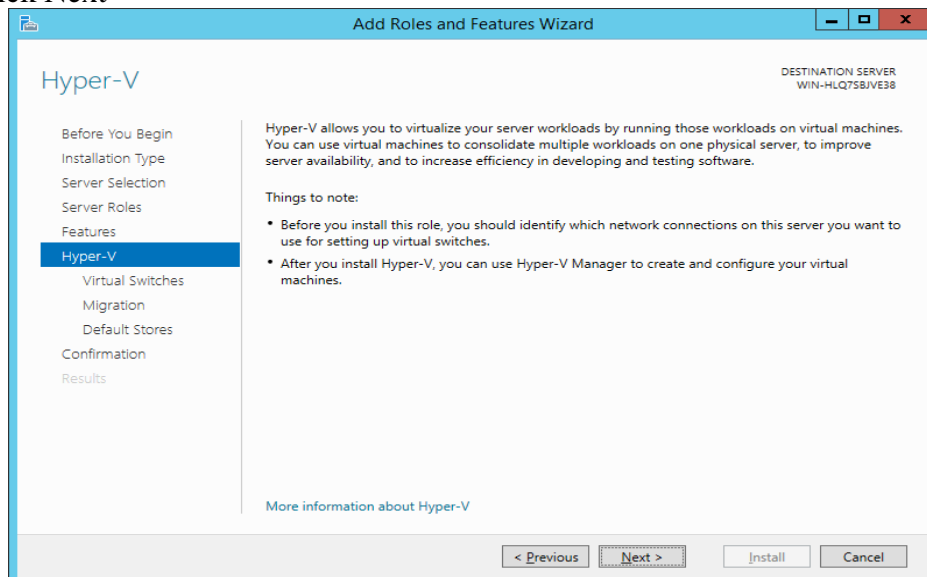 Next
Add Roles and Features Wizard
Hyper-V
DESTINATION SERVER
WIN-HLQ7SBJVE38
Before You Begin
Installation Type
Server Selection
Server Roles
Features
Hyper-V
Virtual Switches
Migration
Default Stores
Confirmation
Results
Hyper-V allows you to virtualize your server workloads by running those workloads on virtual machines.
You can use virtual machines to consolidate multiple workloads on one physical server, to improve
server availability, and to increase efficiency in developing and testing software.
Things to note:
• Before you install this role, you should identify which network connections on this server you want to
use for setting up virtual switches.
• After you install Hyper-V, you can use Hyper-V Manager to create and configure your virtual
machines.
More information about Hyper-V
< Previous
Next >
Install
Cancel